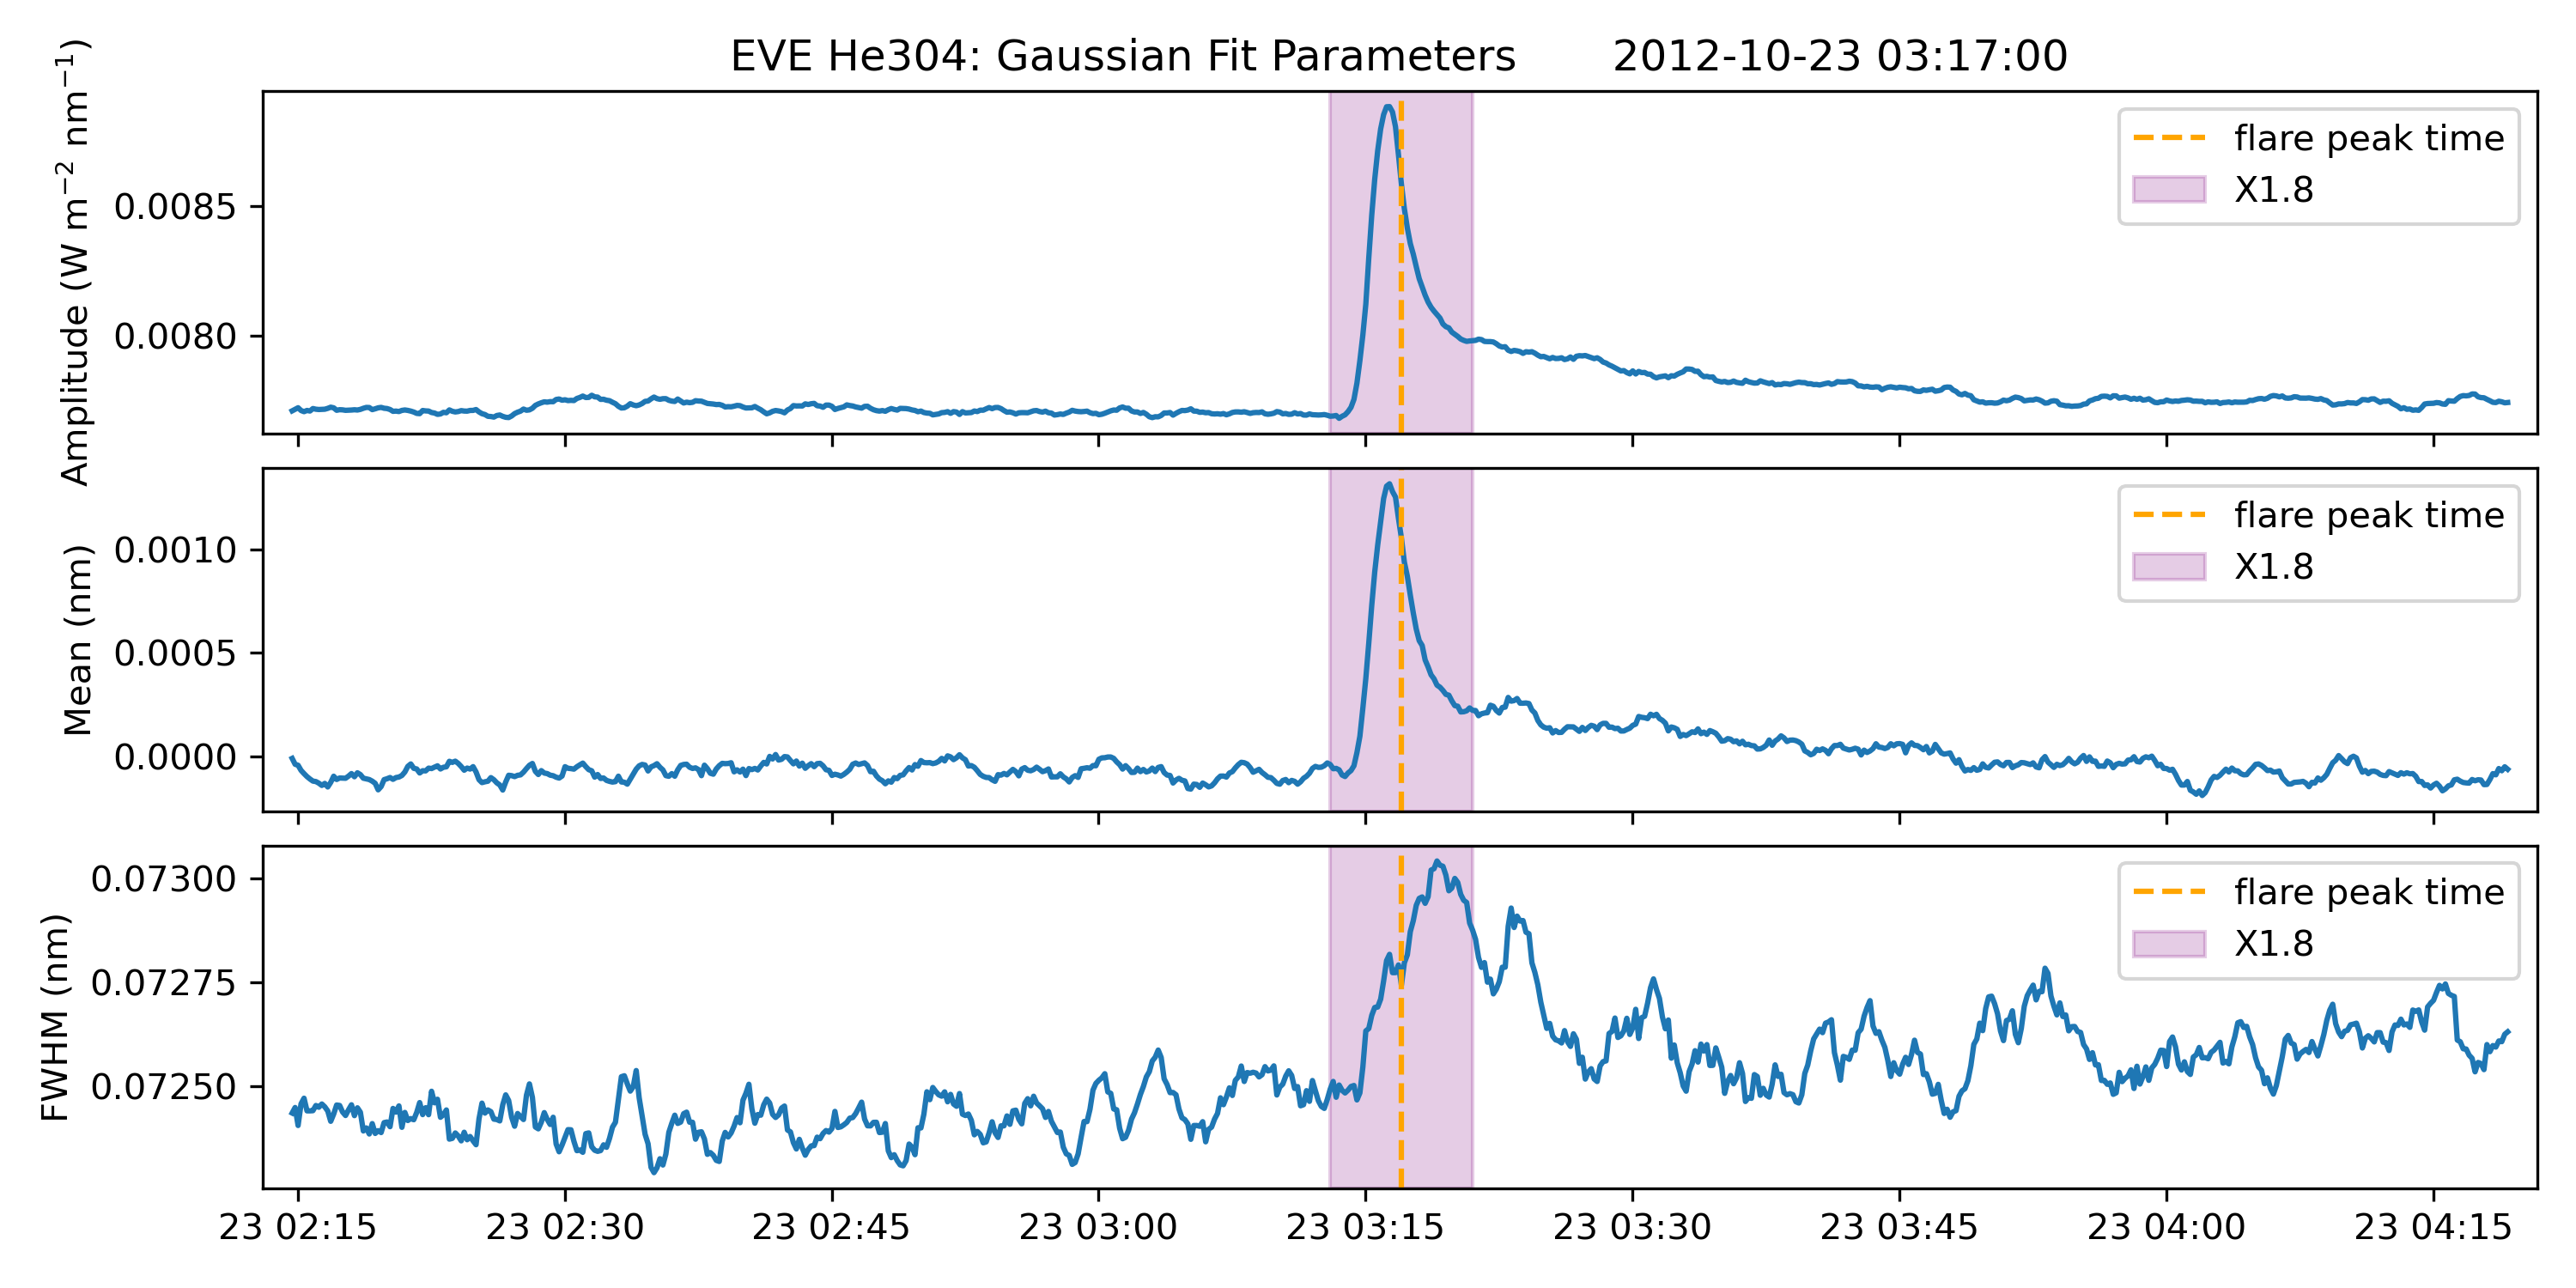 EVE He304: Gaussian Fit Parameters 2012-10-23 03:17:00
Amplitude (W m⁻² nm⁻¹)
0.0085
0.0080
flare peak time
X1.8
Mean (nm)
0.0010
0.0005
0.0000
flare peak time
X1.8
FWHM (nm)
0.07300
0.07275
0.07250
flare peak time
X1.8
23 02:15 23 02:30 23 02:45 23 03:00 23 03:15 23 03:30 23 03:45 23 04:00 23 04:15